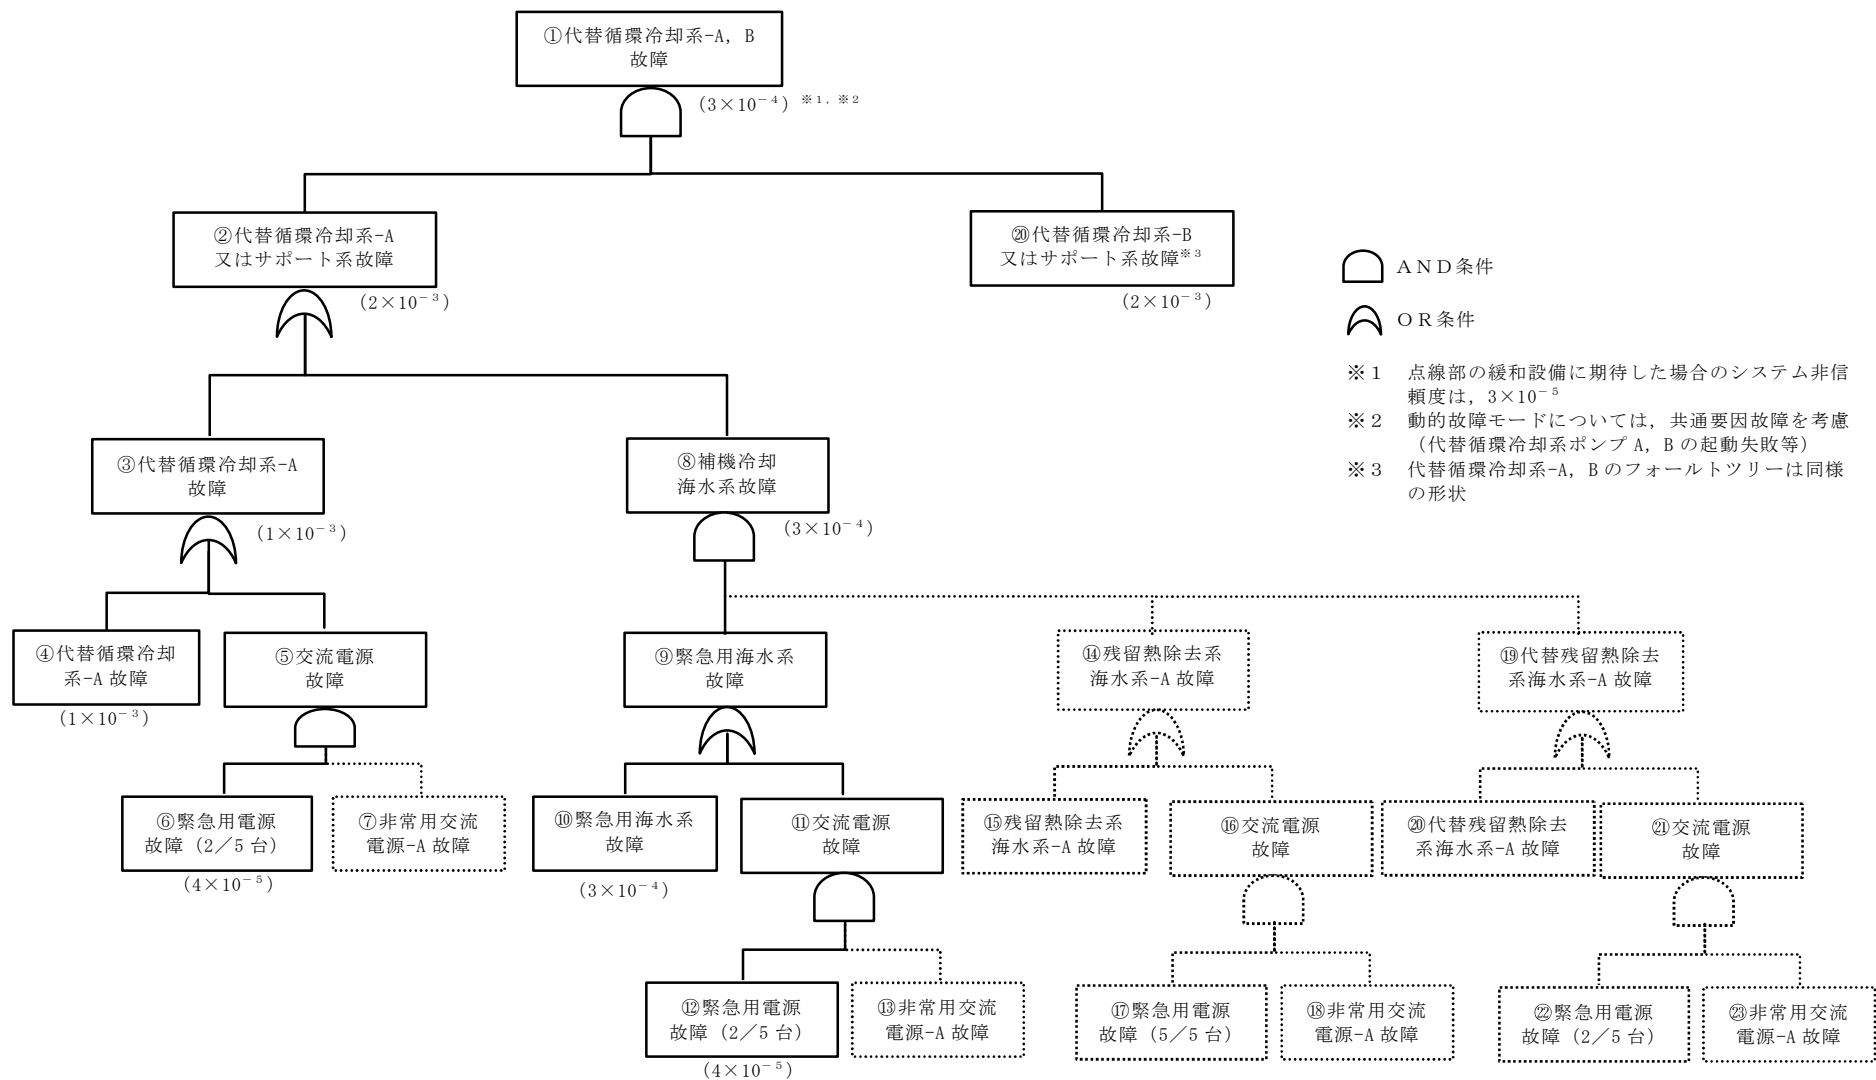 ①代替循環冷却系-A, B
故障
(3×10⁻⁴) ※1, ※2
②代替循環冷却系-A
又はサポート系故障
(2×10⁻³)
⑳代替循環冷却系-B
又はサポート系故障※3
(2×10⁻³)
AND条件
OR条件
※1 点線部の緩和設備に期待した場合のシステム非信
頼度は, 3×10⁻⁵
※2 動的故障モードについては, 共通要因故障を考慮
(代替循環冷却系ポンプ A, B の起動失敗等)
※3 代替循環冷却系-A, B のフォールトツリーは同様
の形状
③代替循環冷却系-A
故障
(1×10⁻³)
⑧補機冷却
海水系故障
(3×10⁻⁴)
④代替循環冷却
系-A 故障
(1×10⁻³)
⑤交流電源
故障
⑨緊急用海水系
故障
⑭残留熱除去系
海水系-A 故障
⑲代替残留熱除去
系海水系-A 故障
⑥緊急用電源
故障 (2/5 台)
(4×10⁻⁵)
⑦非常用交流
電源-A 故障
⑩緊急用海水系
故障
(3×10⁻⁴)
⑪交流電源
故障
⑮残留熱除去系
海水系-A 故障
⑯交流電源
故障
⑳代替残留熱除去
系海水系-A 故障
㉑交流電源
故障
⑫緊急用電源
故障 (2/5 台)
(4×10⁻⁵)
⑬非常用交流
電源-A 故障
⑰緊急用電源
故障 (5/5 台)
⑱非常用交流
電源-A 故障
㉒緊急用電源
故障 (2/5 台)
㉓非常用交流
電源-A 故障